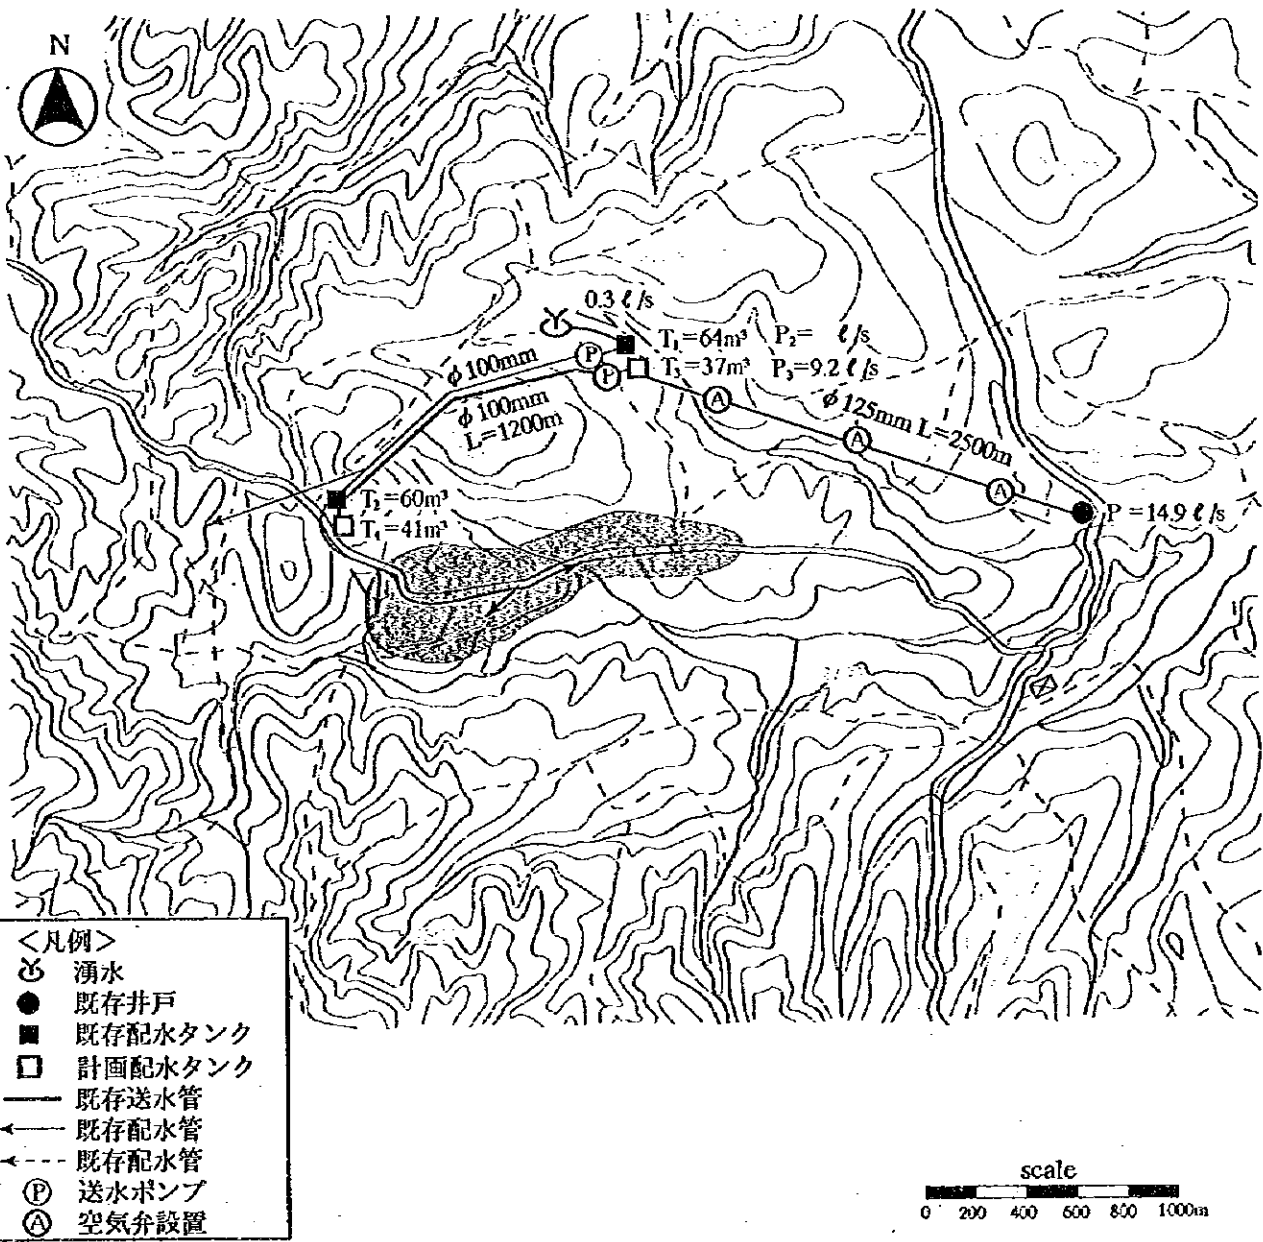 N
0.3 ℓ/s
T₁=64m³ P₂= ℓ/s
T₃=37m³ P₃=9.2 ℓ/s
φ100mm
φ100mm
L=1200m
φ125mm L=2500m
T₂=60m³
T₄=41m³
P =14.9 ℓ/s
P
P
A
A
A
<凡例>
湧水
既存井戸
既存配水タンク
計画配水タンク
既存送水管
既存配水管
既存配水管
Ⓟ 送水ポンプ
Ⓐ 空気弁設置
scale
0 200 400 600 800 1000m